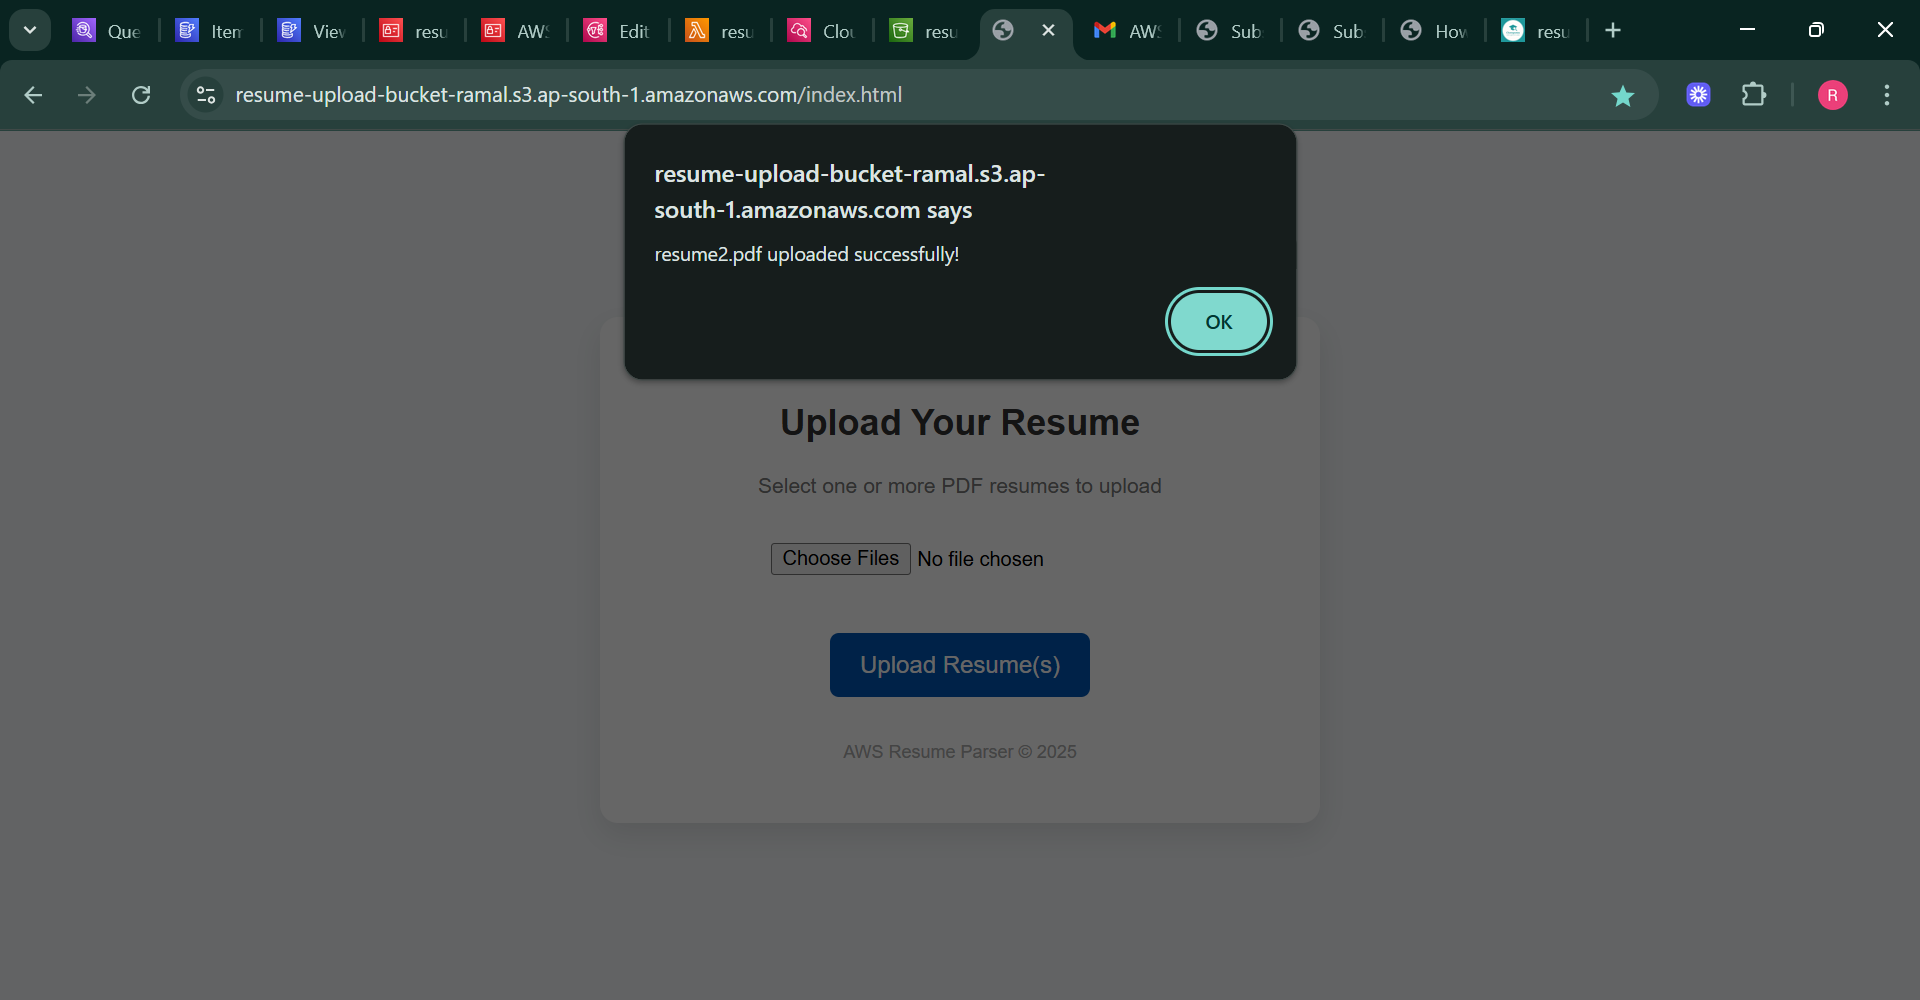 Que
Item
View
resu
AWS
Edit
resu
Clou
resu
AWS
Sub
Sub
How
resu
resume-upload-bucket-ramal.s3.ap-south-1.amazonaws.com/index.html
R
resume-upload-bucket-ramal.s3.ap-
south-1.amazonaws.com says
resume2.pdf uploaded successfully!
OK
Upload Your Resume
Select one or more PDF resumes to upload
Choose Files No file chosen
Upload Resume(s)
AWS Resume Parser © 2025